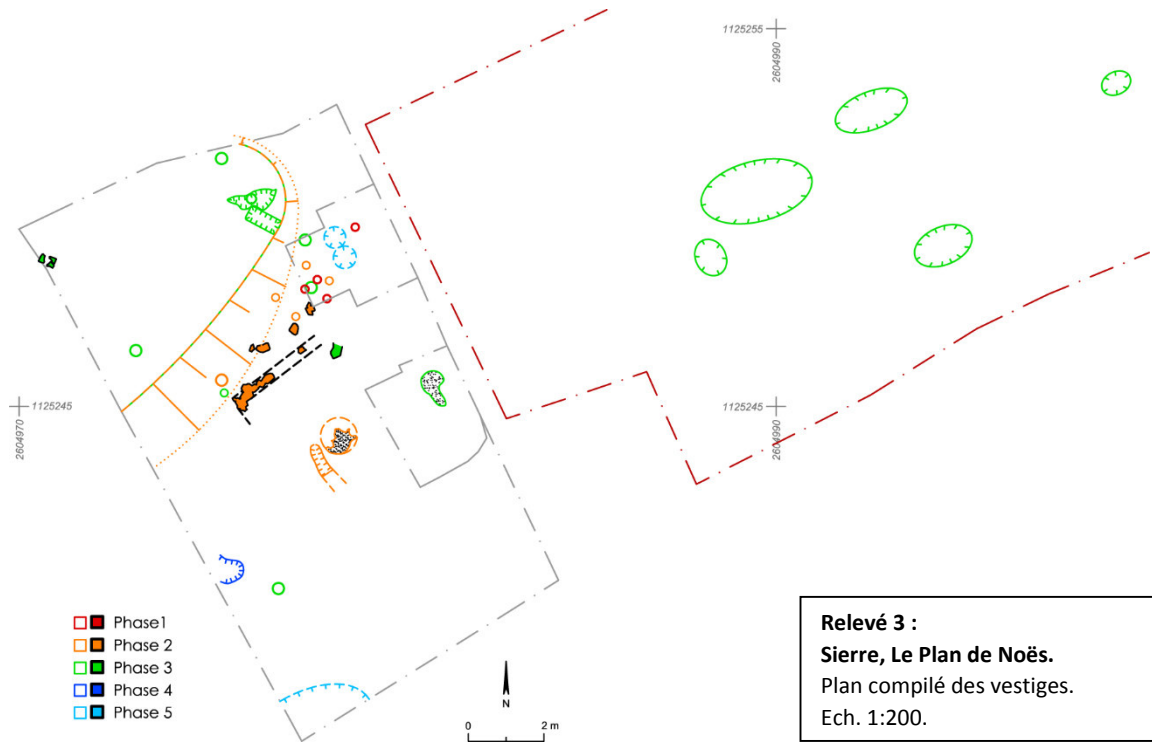 1125255
2604990
1125245
2604970
1125245
2604990
Phase1
Phase 2
Phase 3
Phase 4
Phase 5
N
0 2 m
Relevé 3 :
Sierre, Le Plan de Noës.
Plan compilé des vestiges.
Ech. 1:200.